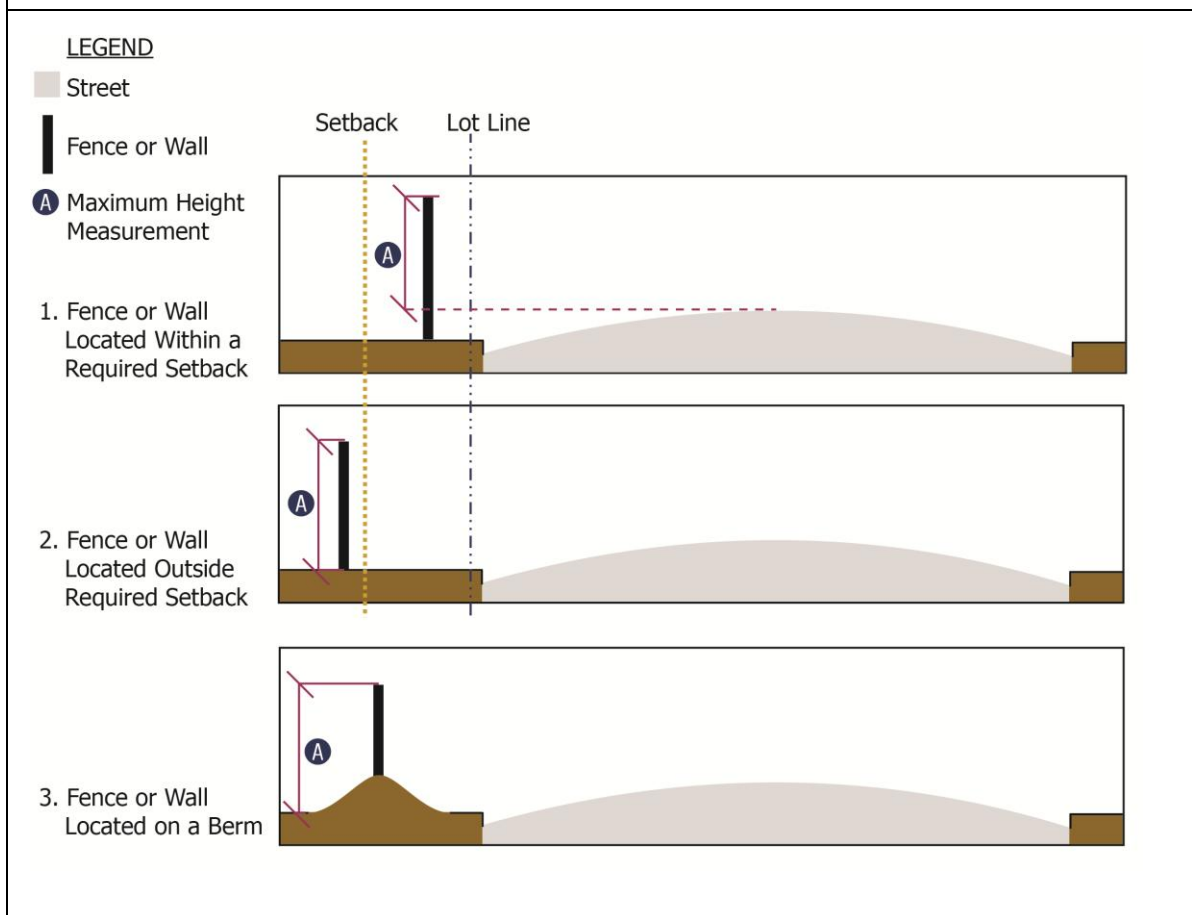 LEGEND
Street
Fence or Wall
A Maximum Height
Measurement
Setback Lot Line
A
1. Fence or Wall
Located Within a
Required Setback
A
2. Fence or Wall
Located Outside
Required Setback
A
3. Fence or Wall
Located on a Berm